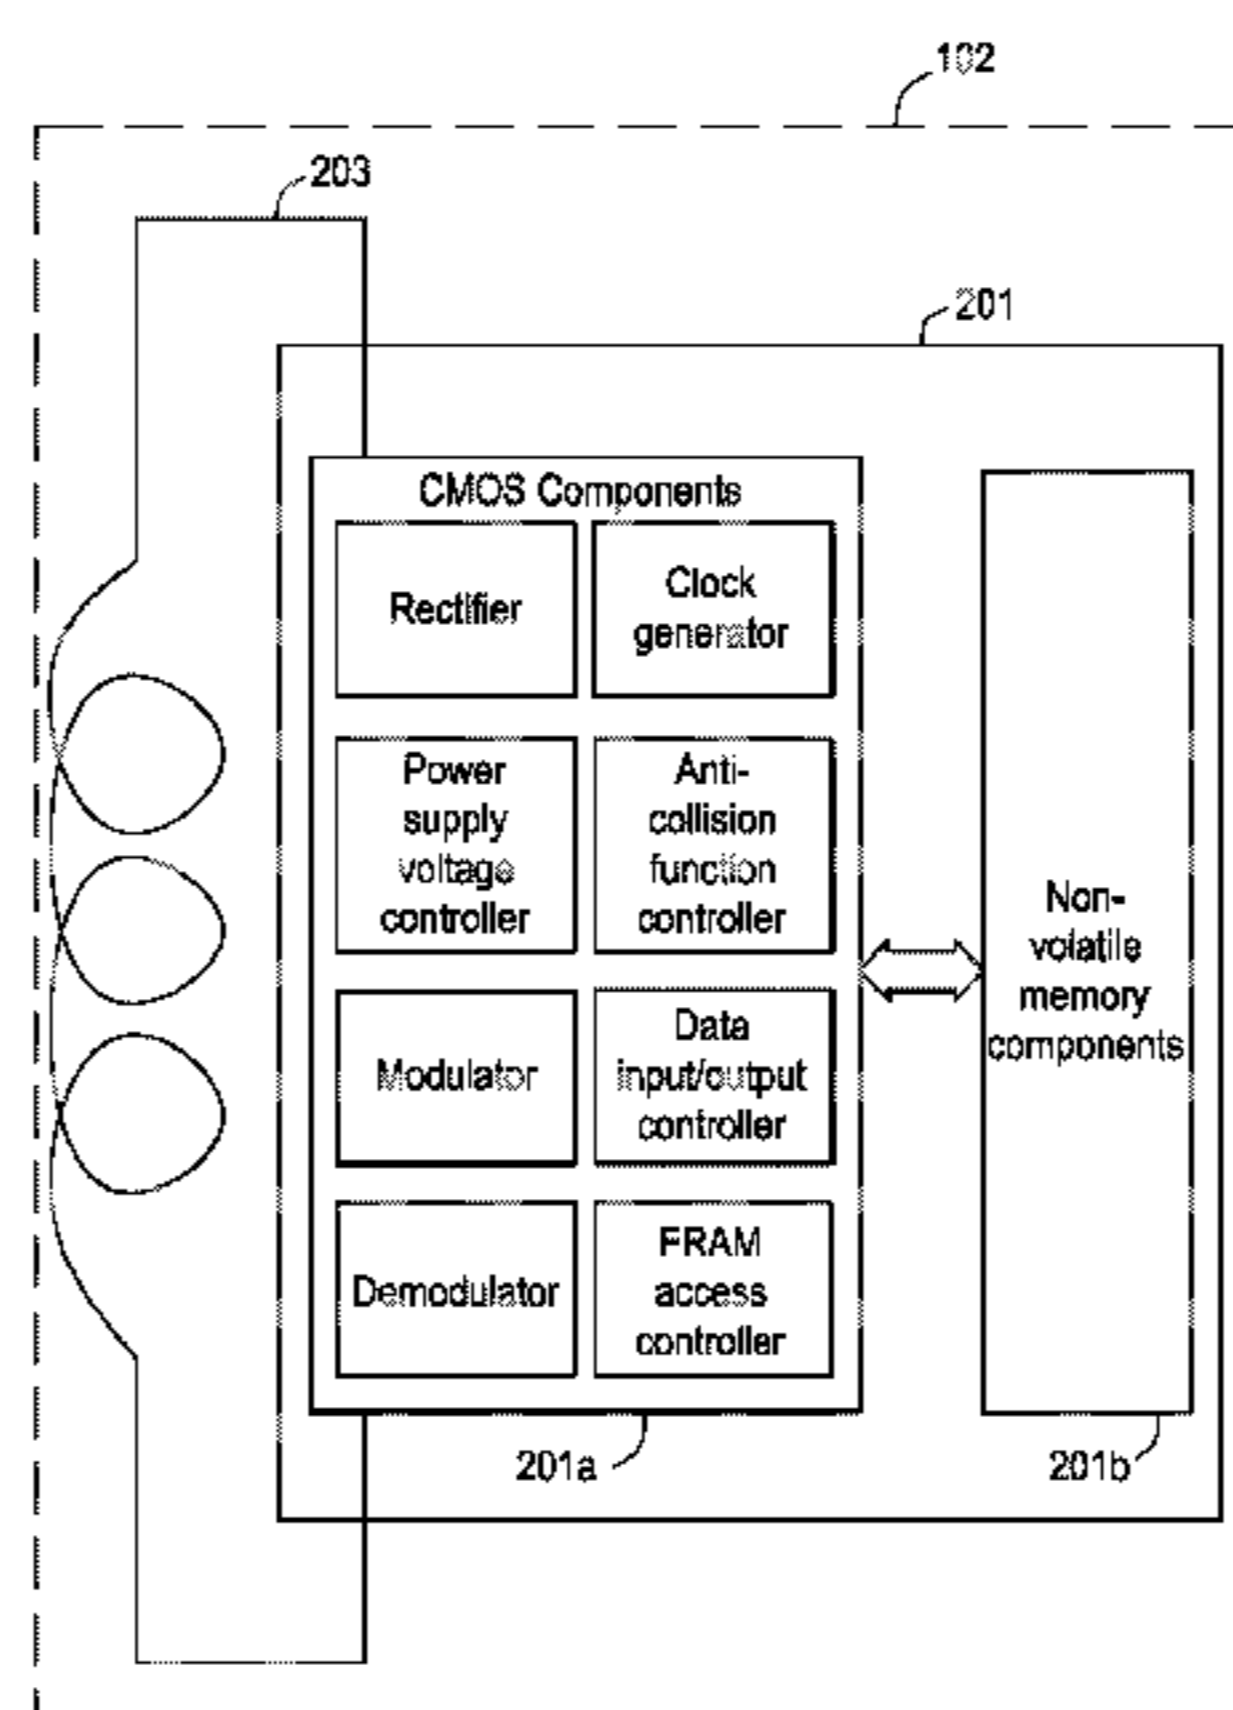 102
203
201
CMOS Components
Rectifier
Clock
generator
Power
supply
voltage
controller
Anti-
collision
function
controller
Modulator
Data
input/output
controller
Demodulator
FRAM
access
controller
Non-
volatile
memory
components
201a
201b